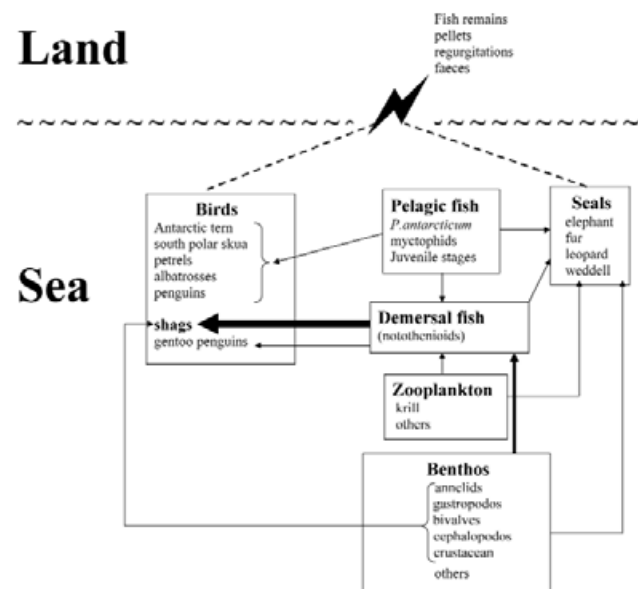 Land
Fish remains
pellets
regurgitations
faeces
Sea
Birds
Antarctic tern
south polar skua
petrels
albatrosses
penguins
shags
gentoo penguins
Pelagic fish
P.antarcticum
myctophids
Juvenile stages
Seals
elephant
fur
leopard
weddell
Demersal fish
(notothenioids)
Zooplankton
krill
others
Benthos
annelids
gastropodos
bivalves
cephalopodos
crustacean
others